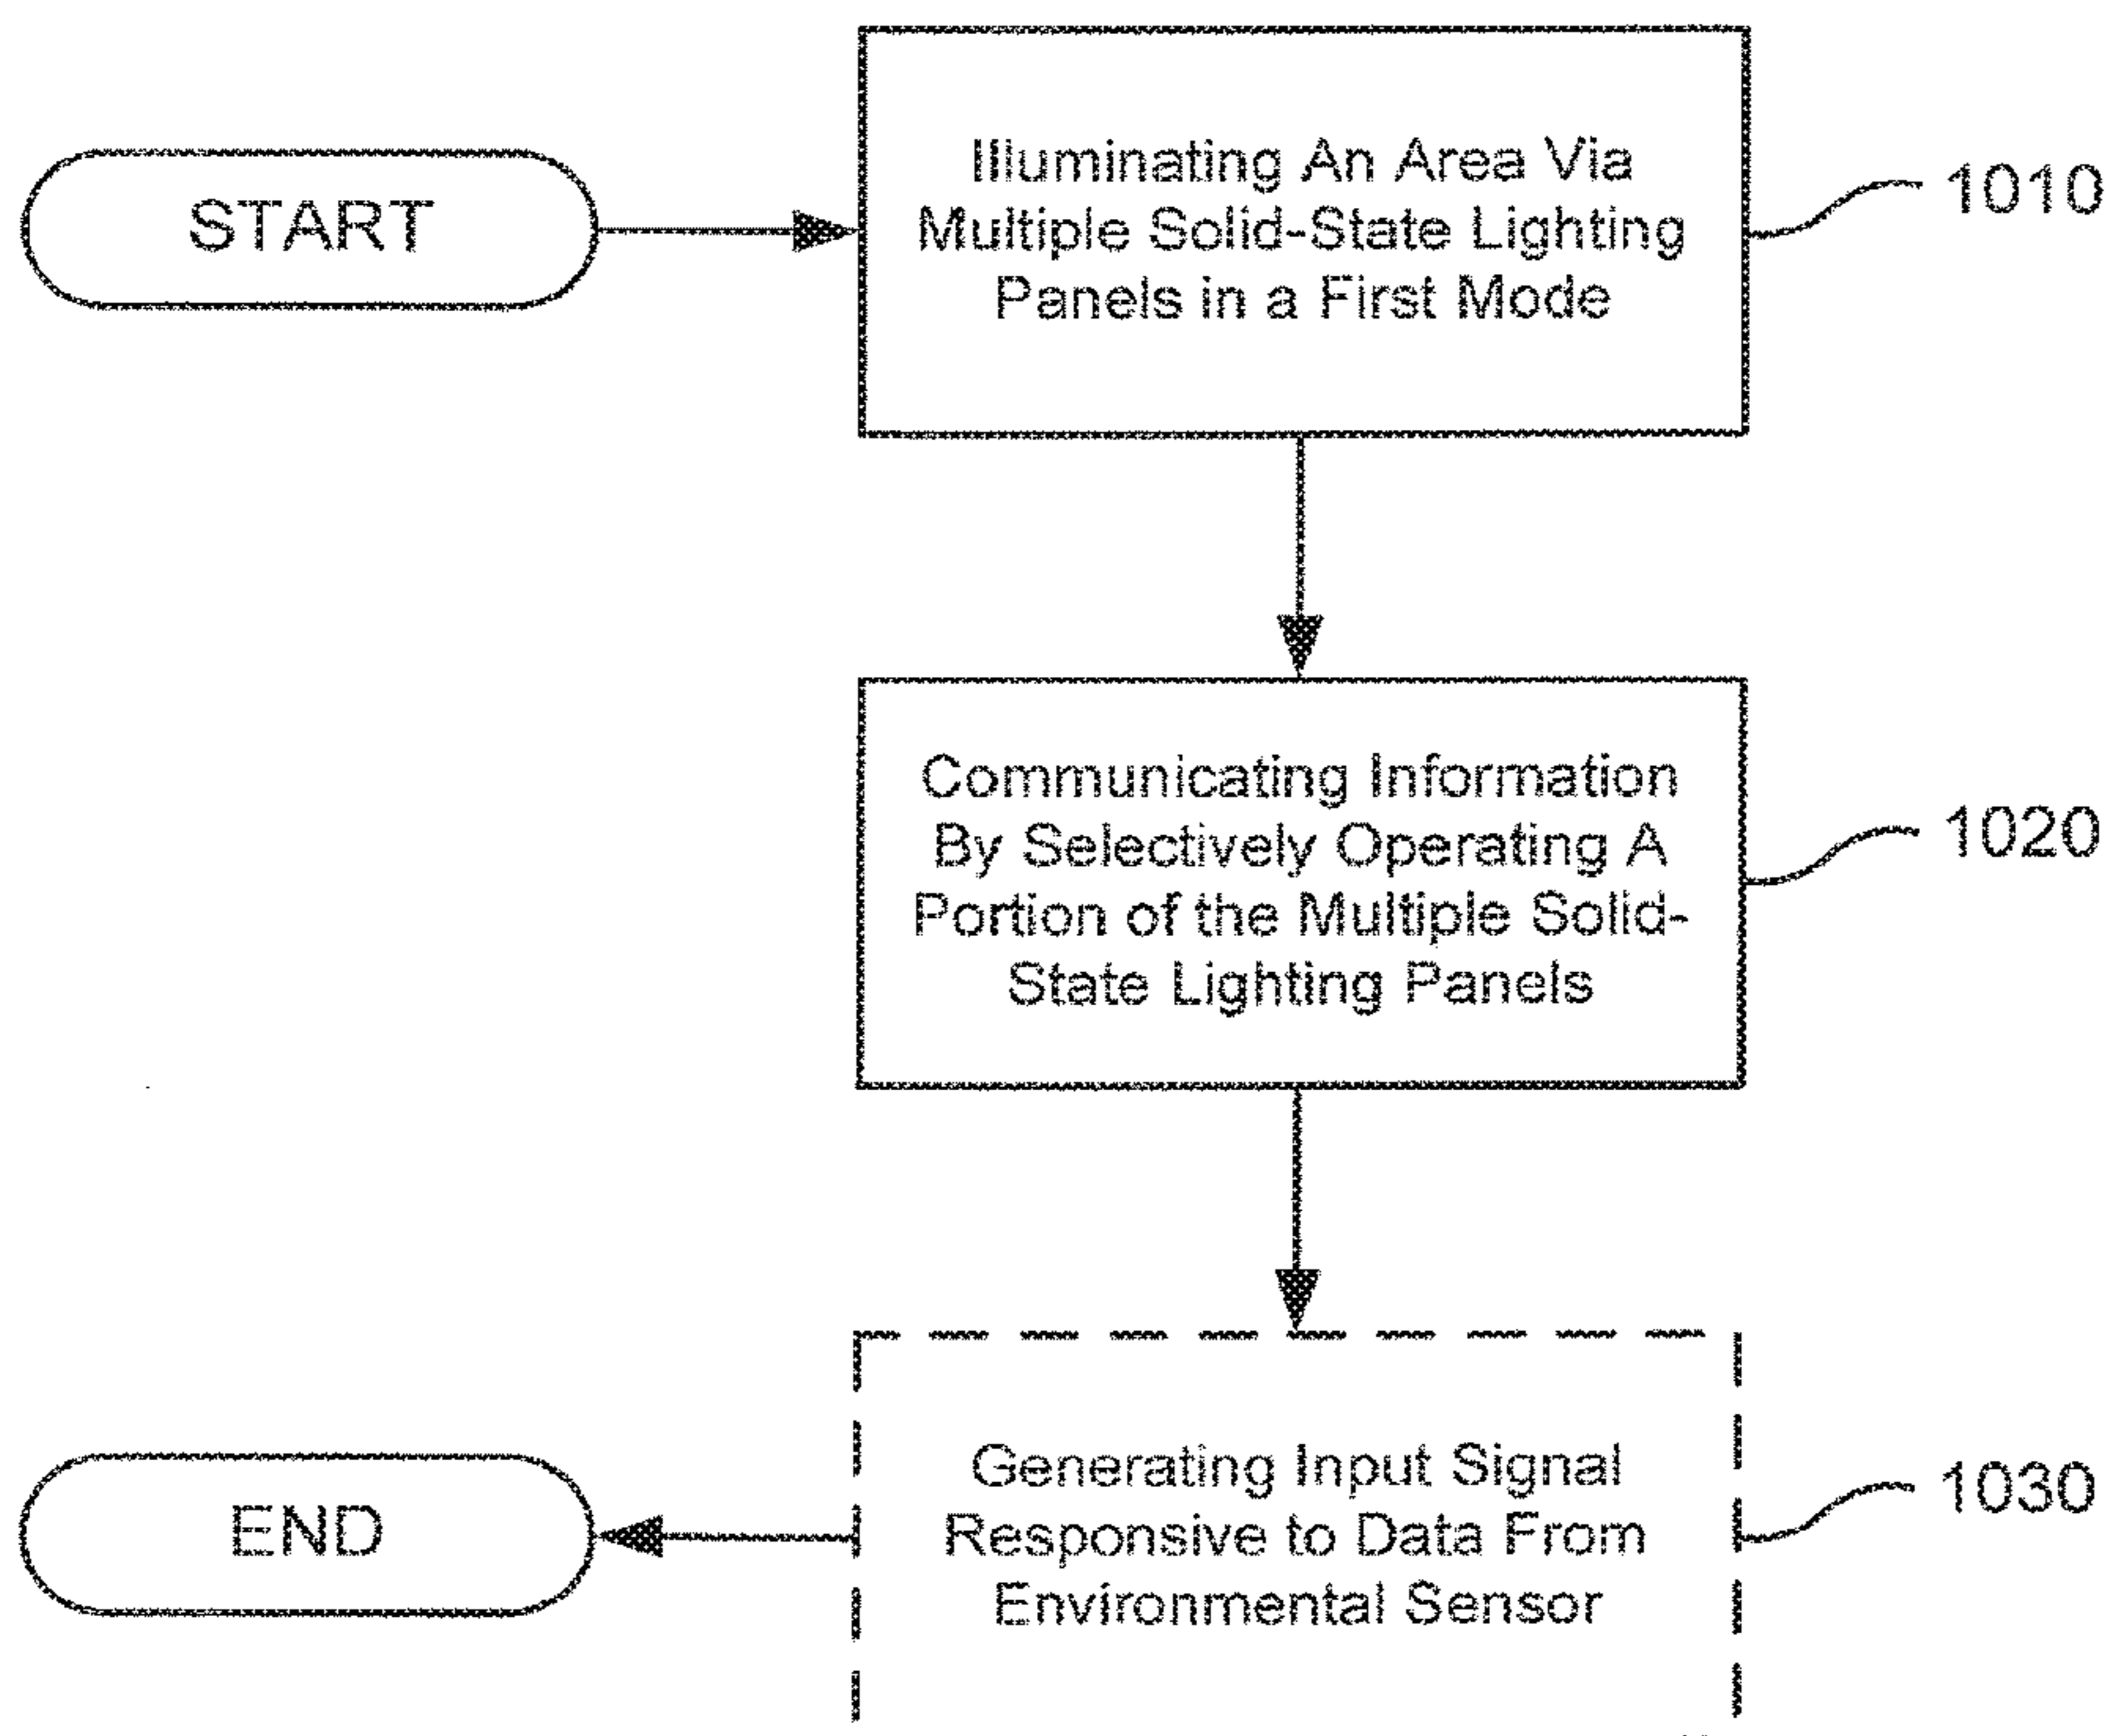 START
Illuminating An Area Via
Multiple Solid-State Lighting
Panels in a First Mode
1010
Communicating Information
By Selectively Operating A
Portion of the Multiple Solid-
State Lighting Panels
1020
Generating Input Signal
Responsive to Data From
Environmental Sensor
1030
END